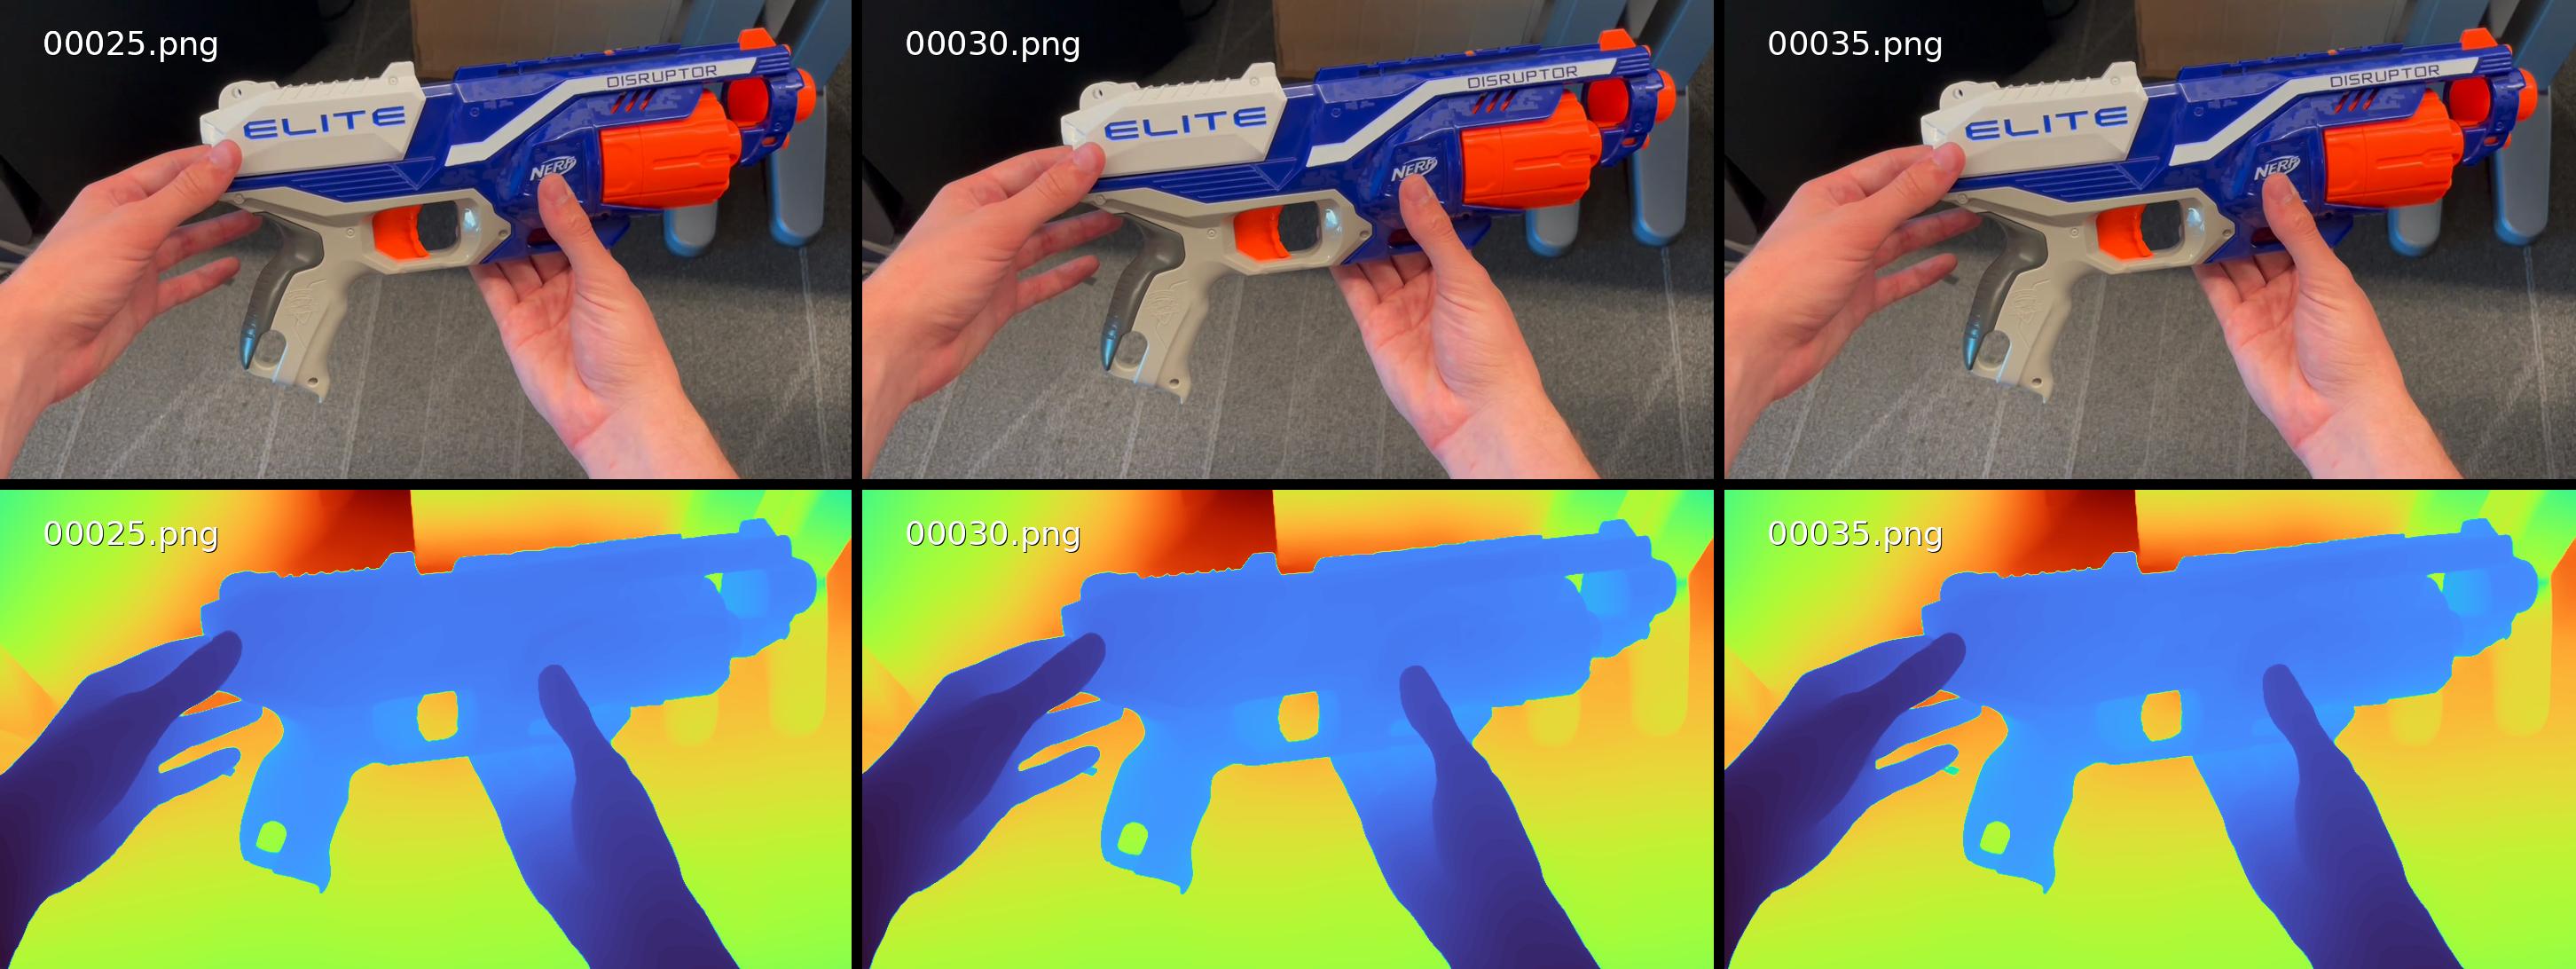 00025.png
DISRUPTOR
ELITE
NERF
00030.png
DISRUPTOR
ELITE
NERF
00035.png
DISRUPTOR
ELITE
NERF
00025.png
00030.png
00035.png